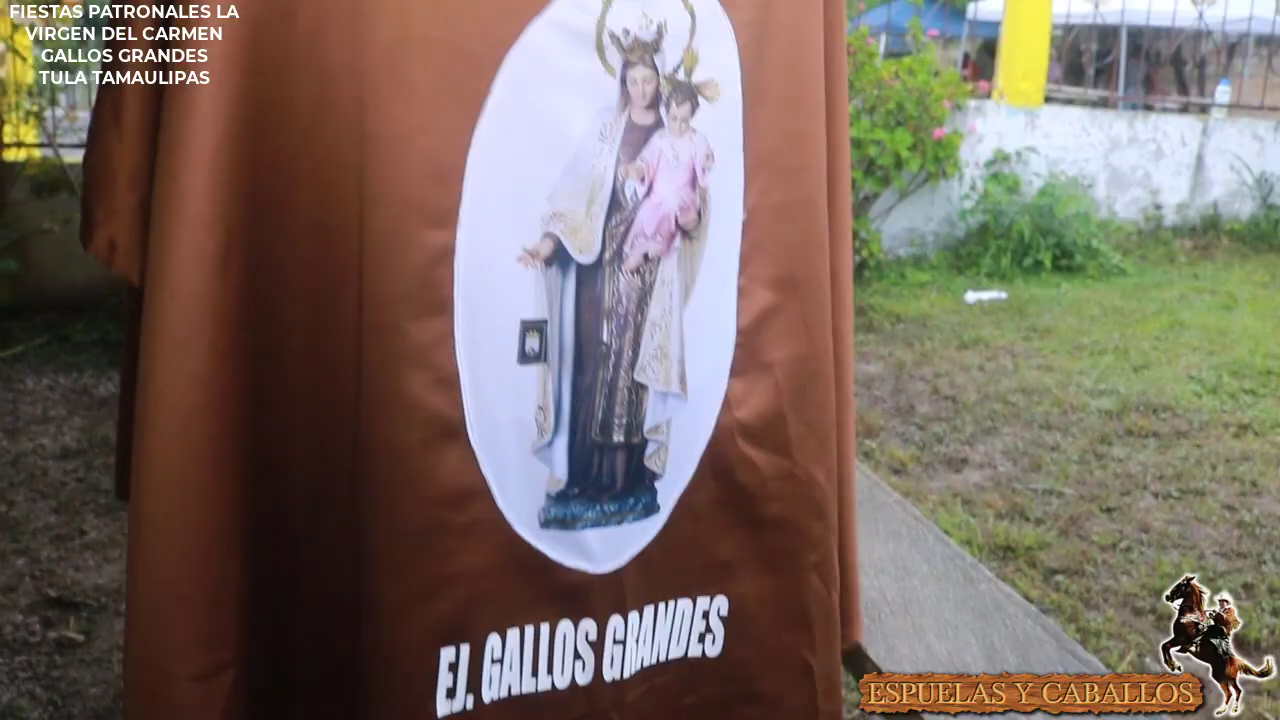 FIESTAS PATRONALES LA
VIRGEN DEL CARMEN
GALLOS GRANDES
TULA TAMAULIPAS
EJ. GALLOS GRANDES
ESPUELAS Y CABALLOS